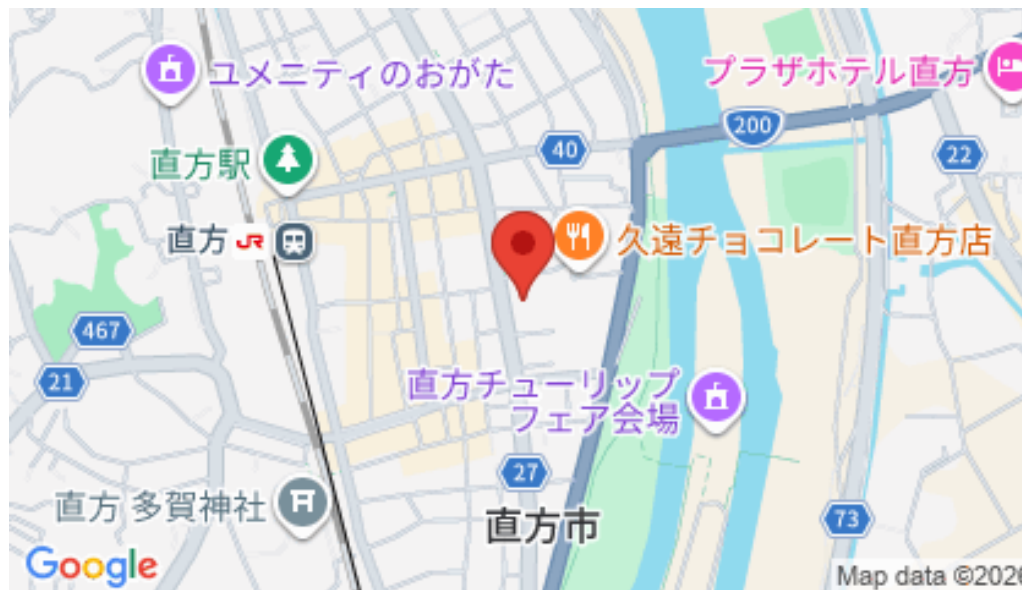 ユメニティのおがた
プラザホテル直方
200
40
22
直方駅
直方 JR
久遠チョコレート直方店
467
21
直方チューリップ
フェア会場
27
直方 多賀神社
直方市
73
Google
Map data ©2026